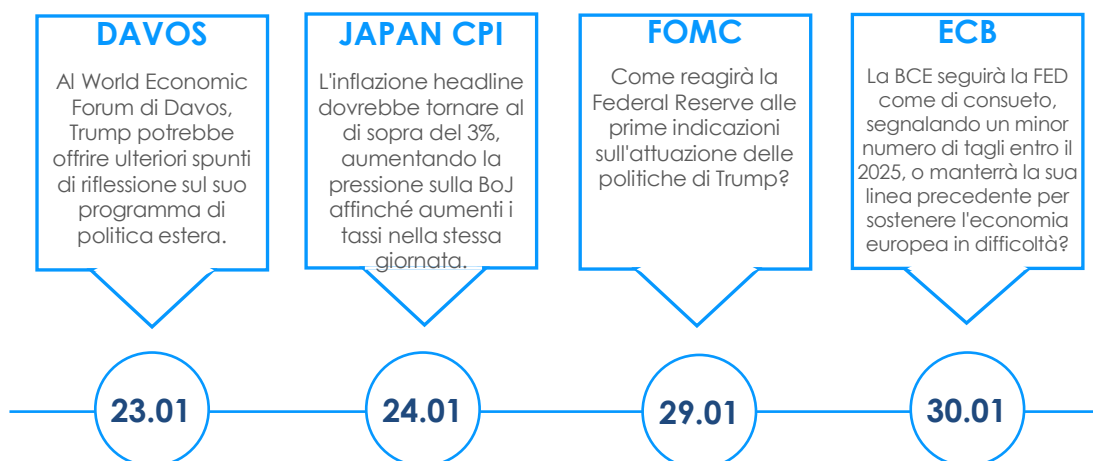 DAVOS
Al World Economic
Forum di Davos,
Trump potrebbe
offrire ulteriori spunti
di riflessione sul suo
programma di
politica estera.
23.01
JAPAN CPI
L'inflazione headline
dovrebbe tornare al
di sopra del 3%,
aumentando la
pressione sulla BoJ
affinché aumenti i
tassi nella stessa
giornata.
24.01
FOMC
Come reagirà la
Federal Reserve alle
prime indicazioni
sull'attuazione delle
politiche di Trump?
29.01
ECB
La BCE seguirà la FED
come di consueto,
segnalando un minor
numero di tagli entro il
2025, o manterrà la sua
linea precedente per
sostenere l'economia
europea in difficoltà?
30.01